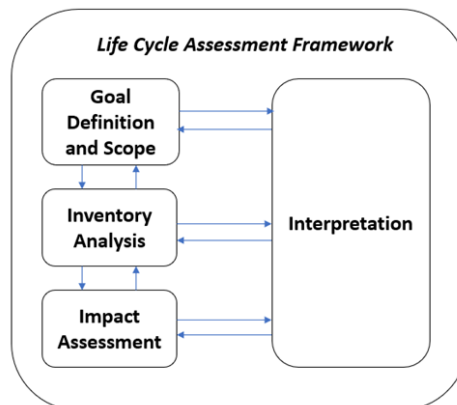 Life Cycle Assessment Framework
Goal
Definition
and Scope
Inventory
Analysis
Impact
Assessment
Interpretation